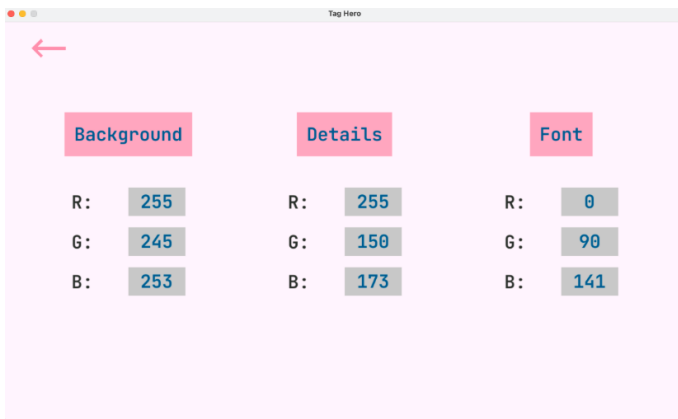 Tag Hero
←
Background Details Font
R: 255 R: 255 R: 0
G: 245 G: 150 G: 90
B: 253 B: 173 B: 141